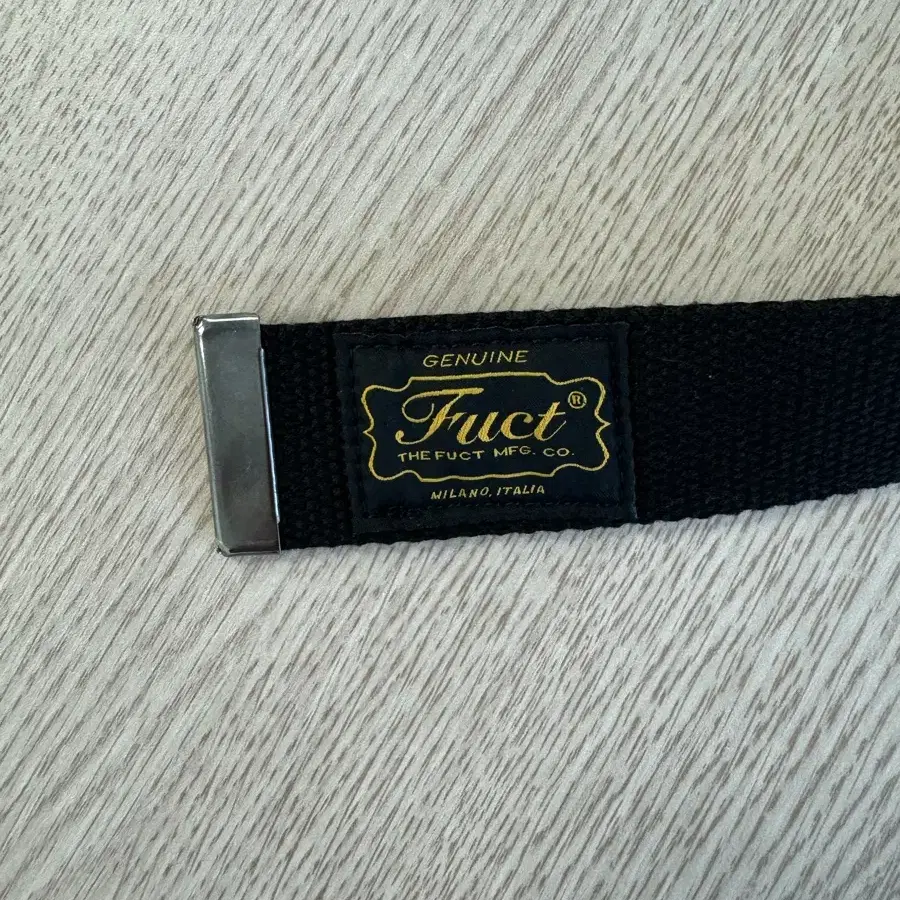 GENUINE
Fuct®
THE FUCT MFG. CO.
MILANO, ITALIA